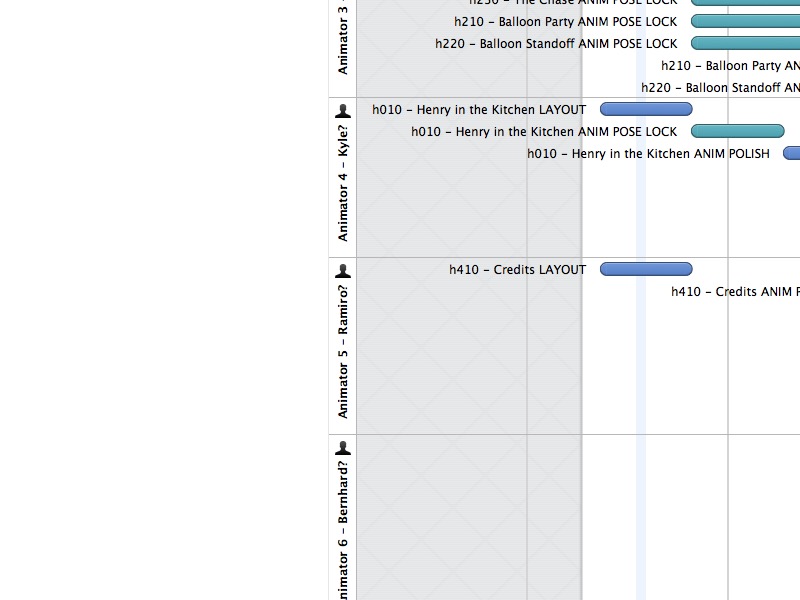 Animator 3 -
h230 - The Chase ANIM POSE LOCK
h210 - Balloon Party ANIM POSE LOCK
h220 - Balloon Standoff ANIM POSE LOCK
h210 - Balloon Party AN
h220 - Balloon Standoff AN
Animator 4 - Kyle?
h010 - Henry in the Kitchen LAYOUT
h010 - Henry in the Kitchen ANIM POSE LOCK
h010 - Henry in the Kitchen ANIM POLISH
Animator 5 - Ramiro?
h410 - Credits LAYOUT
h410 - Credits ANIM P
nimator 6 - Bernhard?